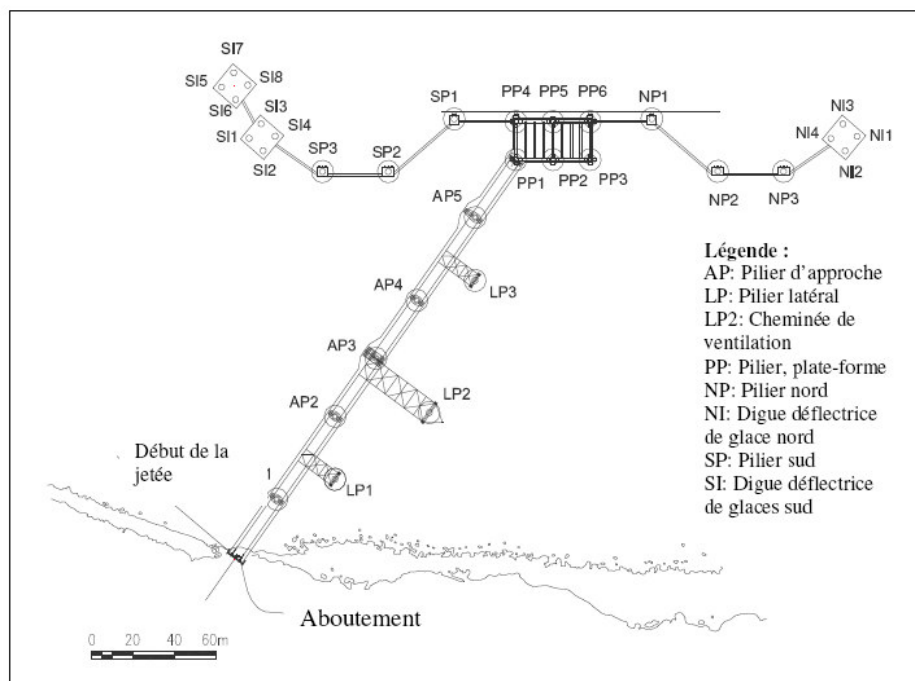 SI7
SI5
SI8
SI6
SI3
SI1
SI4
SI2
SP3
SP2
SP1
PP4
PP5
PP6
NP1
NI3
NI4
NI1
NI2
PP1
PP2
PP3
NP2
NP3
AP5
LP3
AP4
AP3
LP2
AP2
1
LP1
Légende :
AP: Pilier d'approche
LP: Pilier latéral
LP2: Cheminée de
ventilation
PP: Pilier, plate-forme
NP: Pilier nord
NI: Digue déflectrice
de glace nord
SP: Pilier sud
SI: Digue déflectrice
de glaces sud
Début de la
jetée
Aboutement
0 20 40 60m